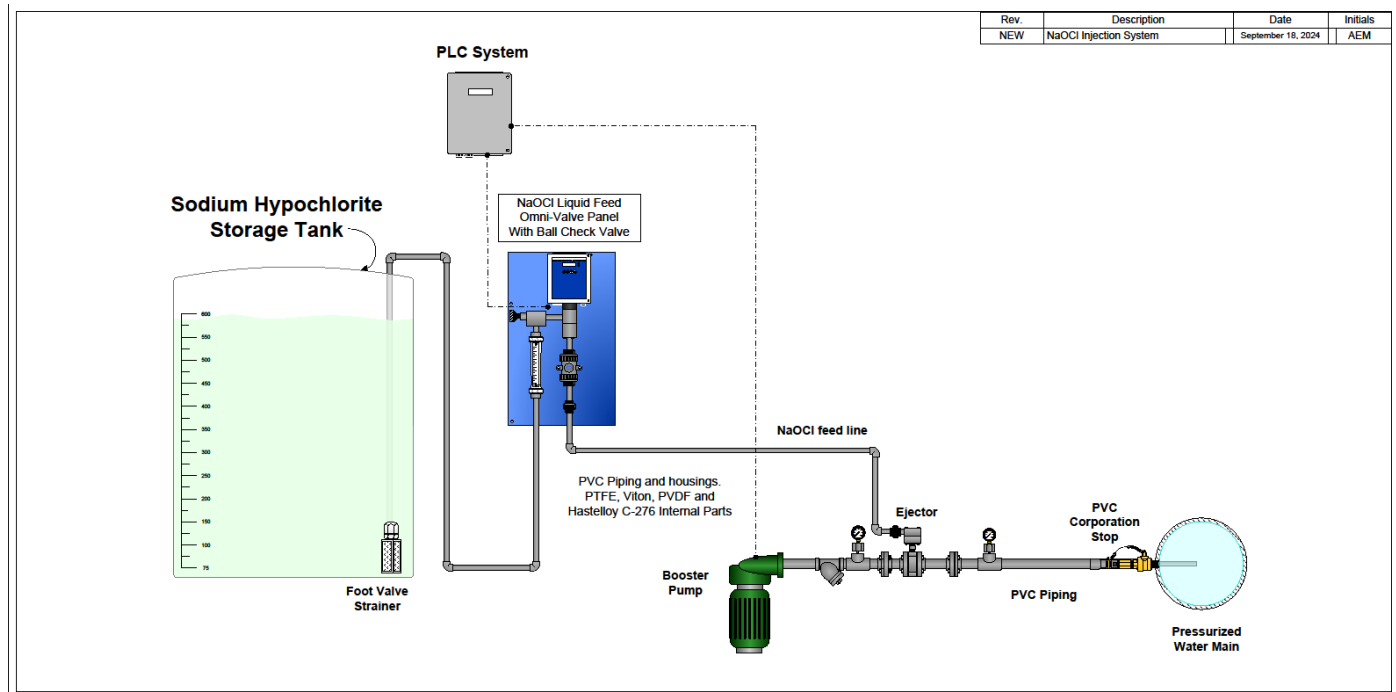 Rev. Description Date Initials
NEW NaOCl Injection System September 18, 2024 AEM
PLC System
Sodium Hypochlorite
Storage Tank
NaOCl Liquid Feed
Omni-Valve Panel
With Ball Check Valve
600
550
500
450
400
350
300
250
200
150
100
75
NaOCl feed line
PVC Piping and housings.
PTFE, Viton, PVDF and
Hastelloy C-276 Internal Parts
Ejector
PVC
Corporation
Stop
Booster
Pump
Foot Valve
Strainer
PVC Piping
Pressurized
Water Main